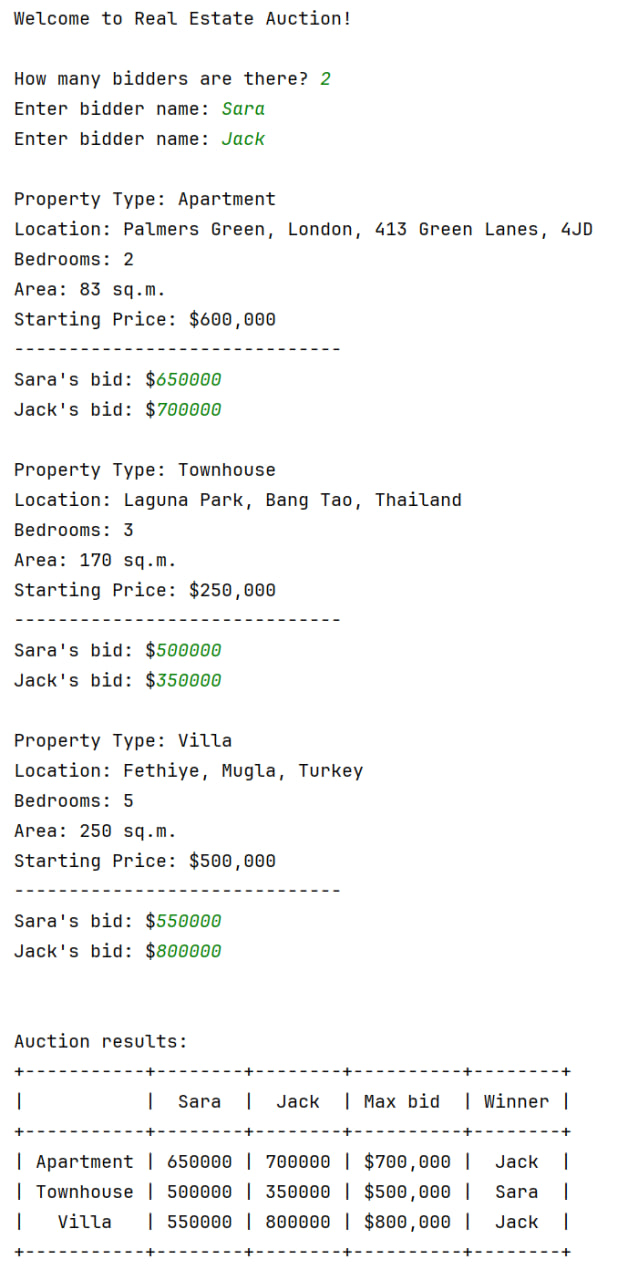 Welcome to Real Estate Auction!
How many bidders are there? 2
Enter bidder name: Sara
Enter bidder name: Jack
Property Type: Apartment
Location: Palmers Green, London, 413 Green Lanes, 4JD
Bedrooms: 2
Area: 83 sq.m.
Starting Price: $600,000
------------------------------
Sara's bid: $650000
Jack's bid: $700000
Property Type: Townhouse
Location: Laguna Park, Bang Tao, Thailand
Bedrooms: 3
Area: 170 sq.m.
Starting Price: $250,000
------------------------------
Sara's bid: $500000
Jack's bid: $350000
Property Type: Villa
Location: Fethiye, Mugla, Turkey
Bedrooms: 5
Area: 250 sq.m.
Starting Price: $500,000
------------------------------
Sara's bid: $550000
Jack's bid: $800000
Auction results:
+-----------+--------+--------+----------+--------+
|           |  Sara  |  Jack  | Max bid  | Winner |
+-----------+--------+--------+----------+--------+
| Apartment | 650000 | 700000 | $700,000 |  Jack  |
| Townhouse | 500000 | 350000 | $500,000 |  Sara  |
|   Villa   | 550000 | 800000 | $800,000 |  Jack  |
+-----------+--------+--------+----------+--------+